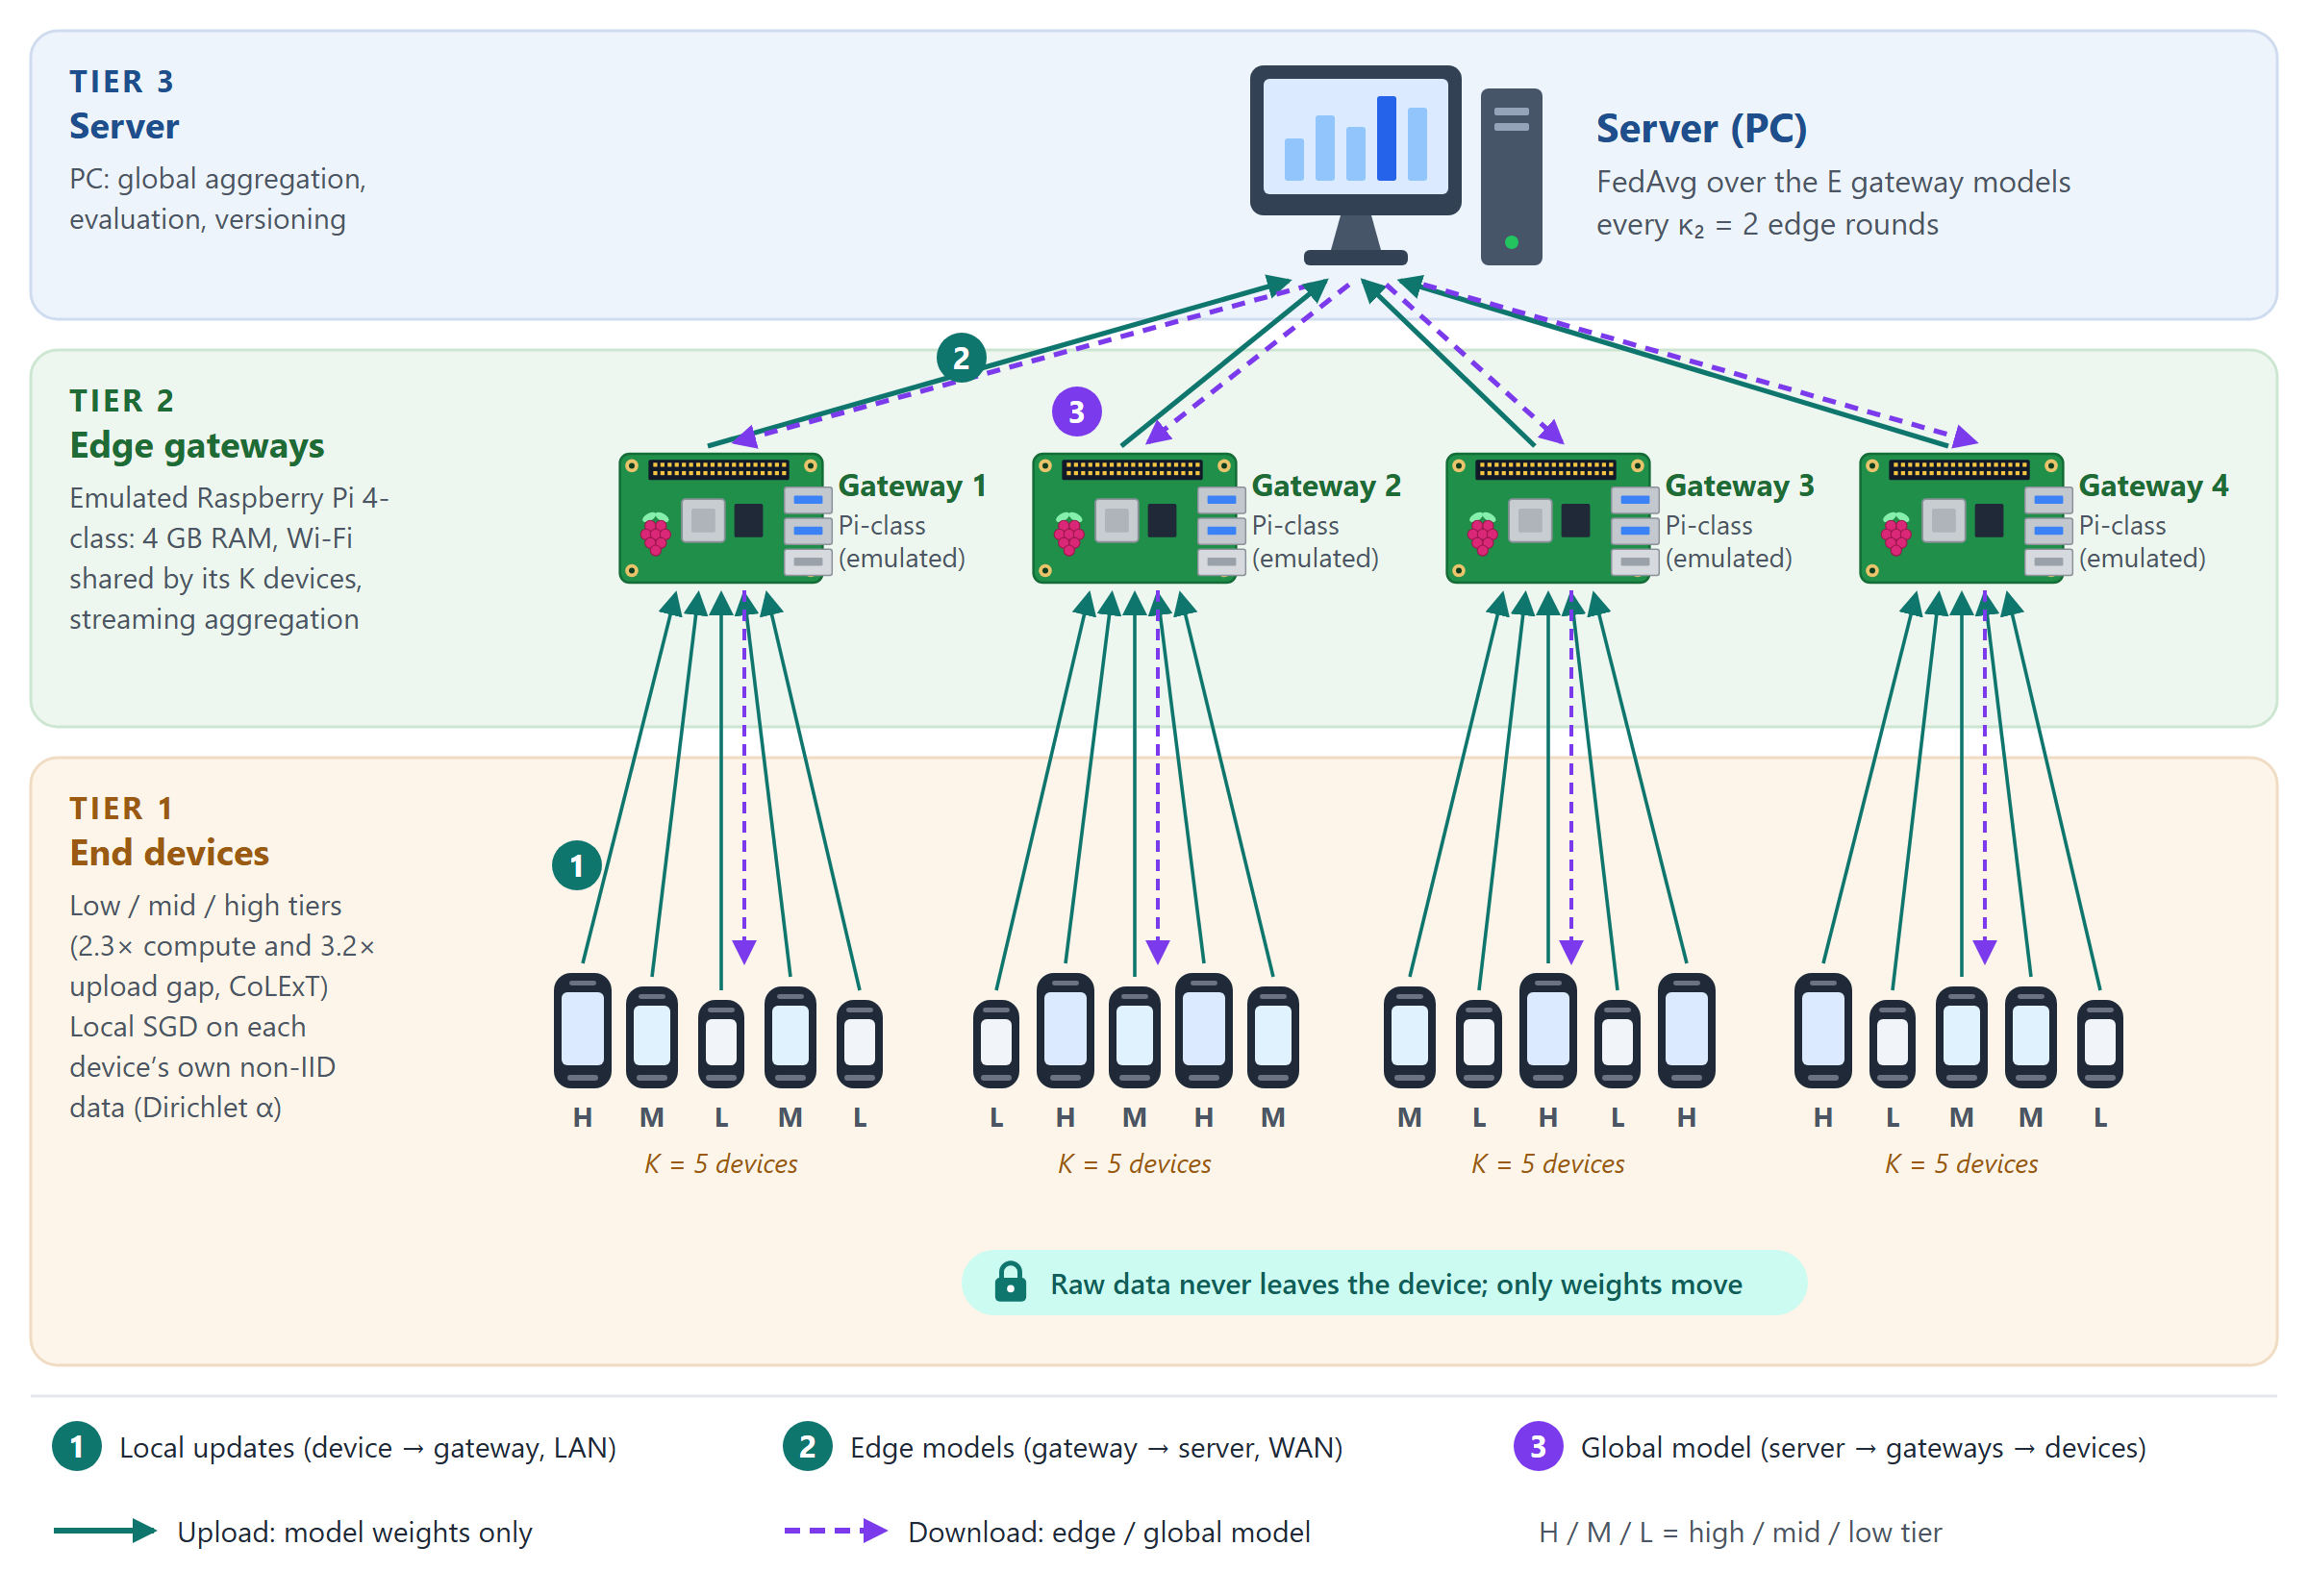 TIER 3
Server
PC: global aggregation,
evaluation, versioning
Server (PC)
FedAvg over the E gateway models
every κ₂ = 2 edge rounds
2
3
TIER 2
Edge gateways
Emulated Raspberry Pi 4-
class: 4 GB RAM, Wi-Fi
shared by its K devices,
streaming aggregation
Gateway 1
Pi-class
(emulated)
Gateway 2
Pi-class
(emulated)
Gateway 3
Pi-class
(emulated)
Gateway 4
Pi-class
(emulated)
TIER 1
End devices
Low / mid / high tiers
(2.3× compute and 3.2×
upload gap, CoLExT)
Local SGD on each
device’s own non-IID
data (Dirichlet α)
1
H M L M L
K = 5 devices
L H M H M
K = 5 devices
M L H L H
K = 5 devices
H L M M L
K = 5 devices
Raw data never leaves the device; only weights move
1 Local updates (device → gateway, LAN)
2 Edge models (gateway → server, WAN)
3 Global model (server → gateways → devices)
Upload: model weights only
Download: edge / global model
H / M / L = high / mid / low tier